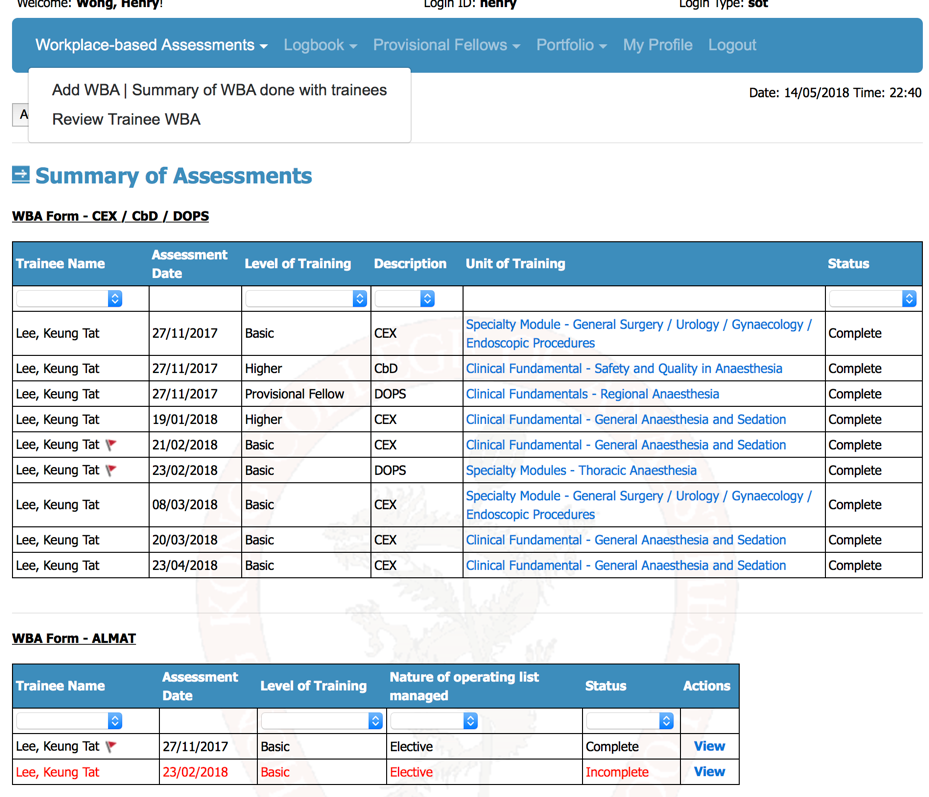 Welcome: Wong, Henry! Login ID: henry Login Type: sot
Workplace-based Assessments Logbook Provisional Fellows Portfolio My Profile Logout
Add WBA | Summary of WBA done with trainees
Date: 14/05/2018 Time: 22:40
A
Review Trainee WBA
Summary of Assessments
WBA Form - CEX / CbD / DOPS
Trainee Name Assessment Date Level of Training Description Unit of Training Status
Lee, Keung Tat 27/11/2017 Basic CEX Specialty Module - General Surgery / Urology / Gynaecology / Endoscopic Procedures Complete
Lee, Keung Tat 27/11/2017 Higher CbD Clinical Fundamental - Safety and Quality in Anaesthesia Complete
Lee, Keung Tat 27/11/2017 Provisional Fellow DOPS Clinical Fundamentals - Regional Anaesthesia Complete
Lee, Keung Tat 19/01/2018 Higher CEX Clinical Fundamental - General Anaesthesia and Sedation Complete
Lee, Keung Tat 21/02/2018 Basic CEX Clinical Fundamental - General Anaesthesia and Sedation Complete
Lee, Keung Tat 23/02/2018 Basic DOPS Specialty Modules - Thoracic Anaesthesia Complete
Lee, Keung Tat 08/03/2018 Basic CEX Specialty Module - General Surgery / Urology / Gynaecology / Endoscopic Procedures Complete
Lee, Keung Tat 20/03/2018 Basic CEX Clinical Fundamental - General Anaesthesia and Sedation Complete
Lee, Keung Tat 23/04/2018 Basic CEX Clinical Fundamental - General Anaesthesia and Sedation Complete
WBA Form - ALMAT
Trainee Name Assessment Date Level of Training Nature of operating list managed Status Actions
Lee, Keung Tat 27/11/2017 Basic Elective Complete View
Lee, Keung Tat 23/02/2018 Basic Elective Incomplete View